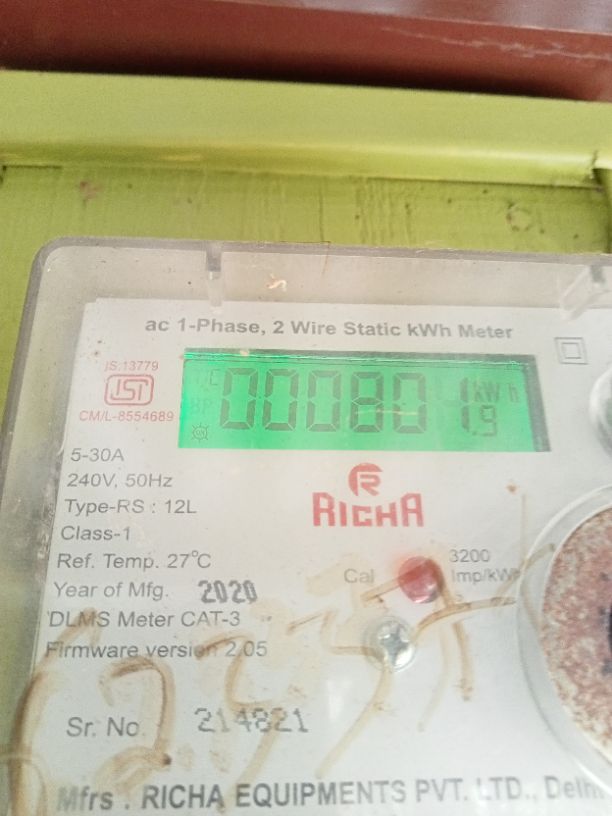 ac 1-Phase, 2 Wire Static kWh Meter
IS:13779
ISI
CM/L-8554689
000801.9 kWh
5-30A
240V, 50Hz
Type-RS : 12L
Class-1
Ref. Temp. 27°C
Year of Mfg. 2020
DLMS Meter CAT-3
Firmware version 2.05
R
RICHA
Cal
3200
Imp/kWh
Sr. No 214821
Mfrs : RICHA EQUIPMENTS PVT. LTD., Delhi